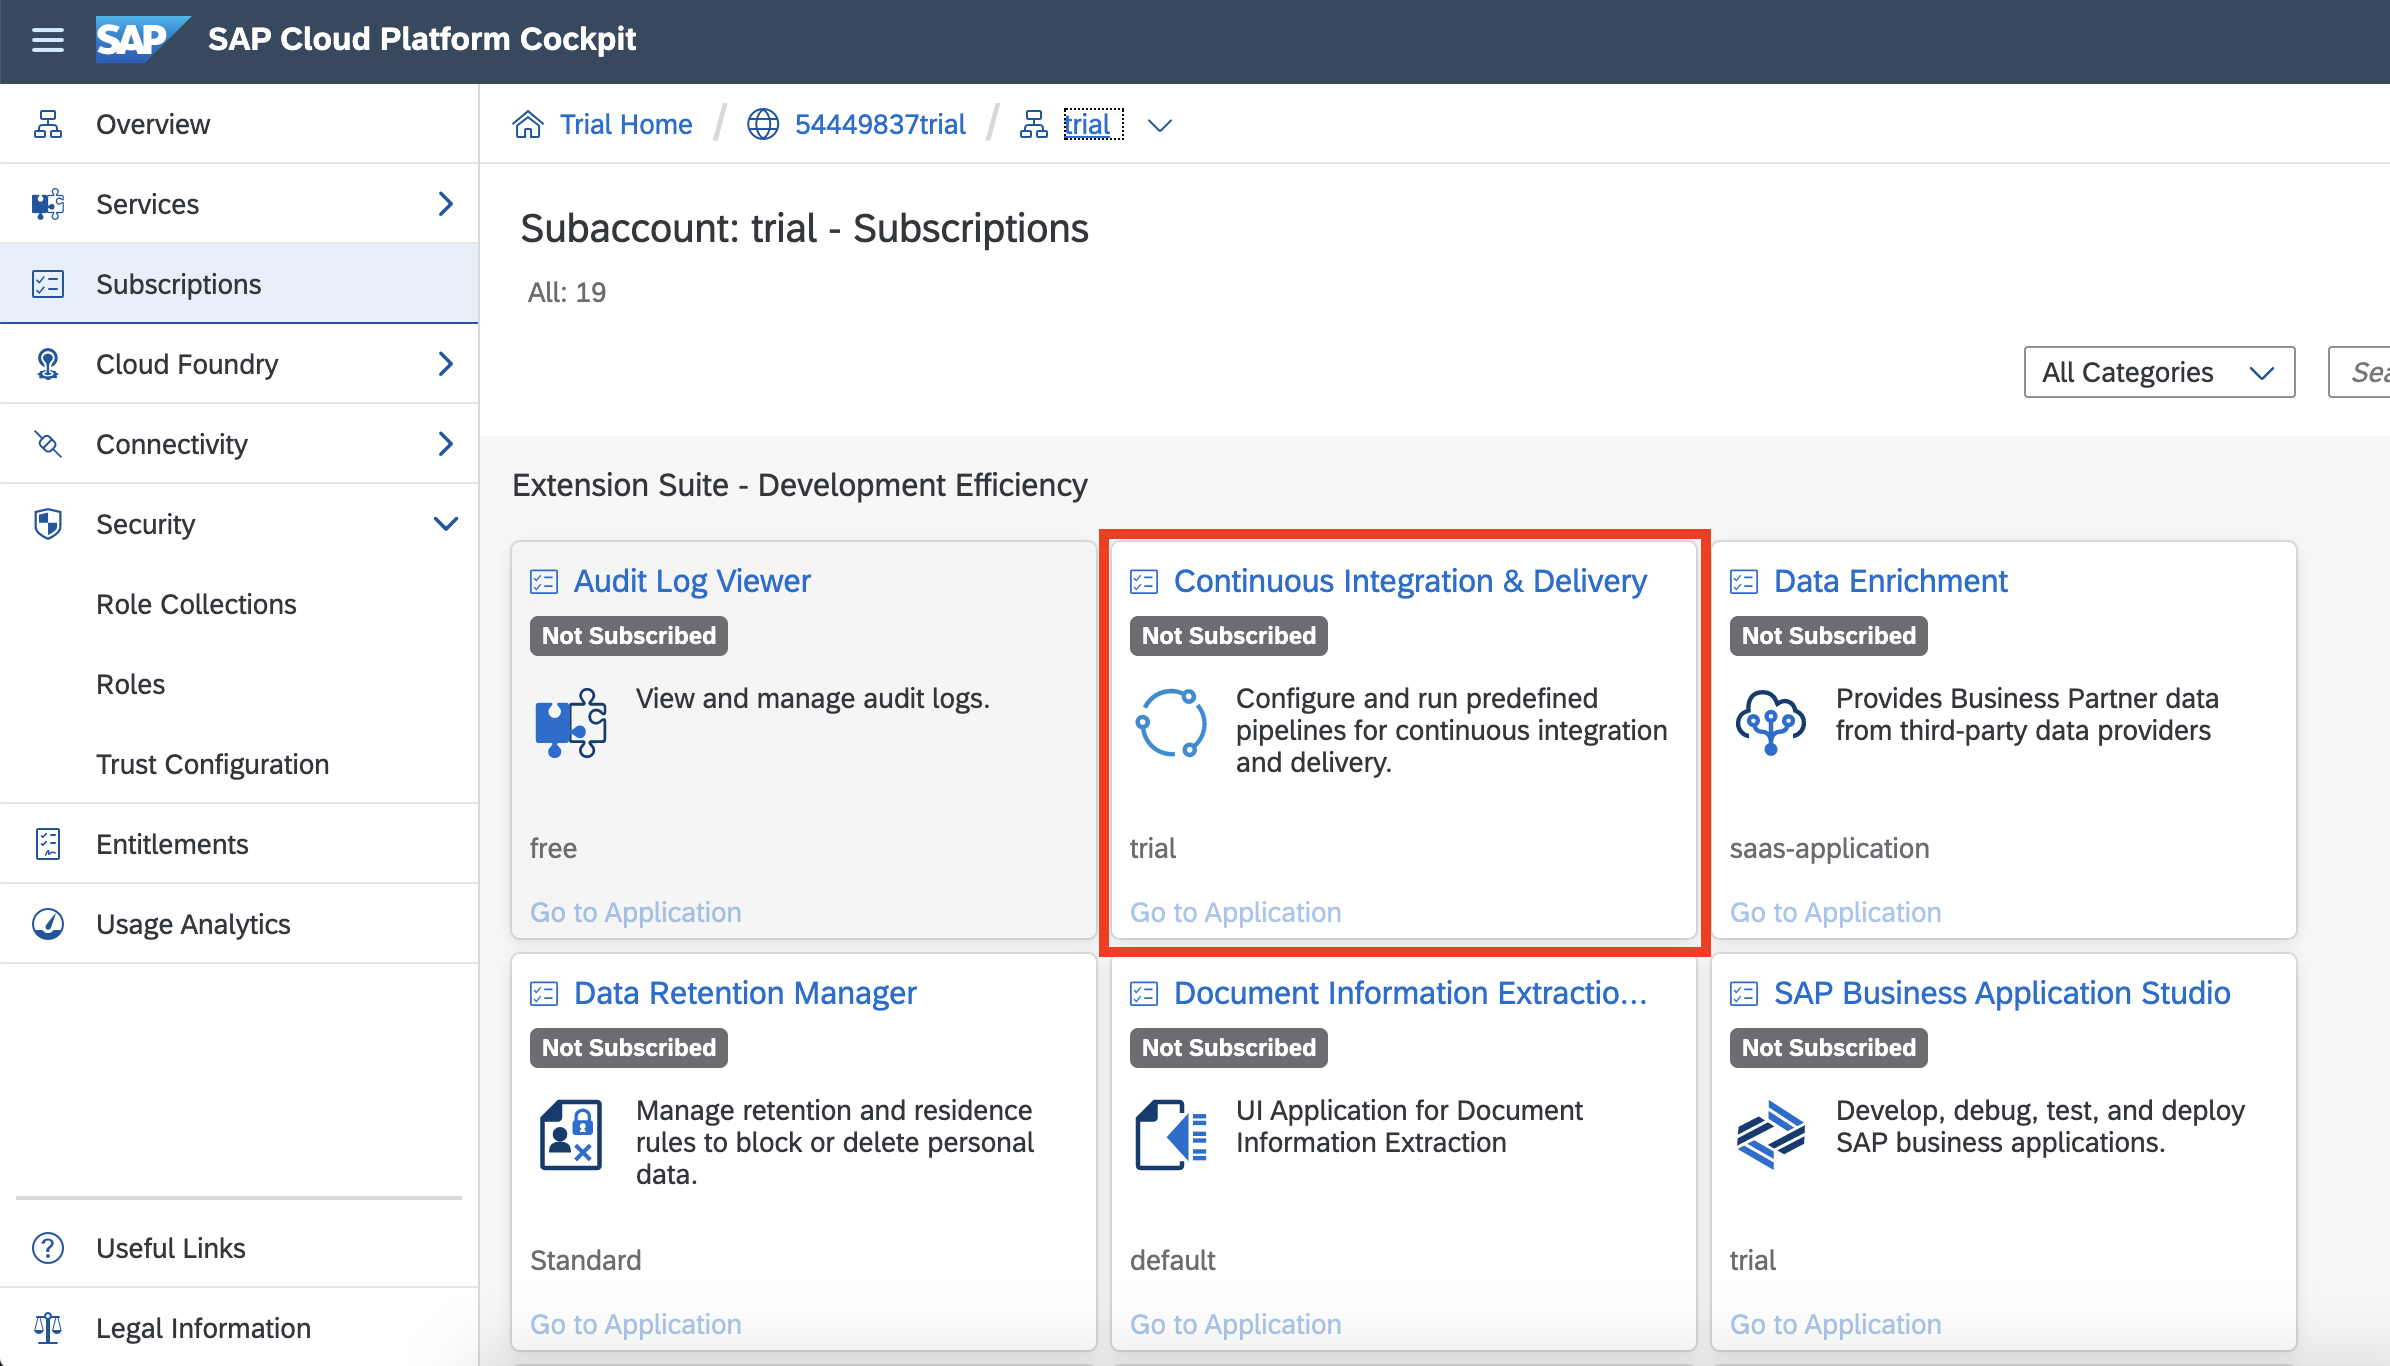 SAP SAP Cloud Platform Cockpit
Overview
Services
Subscriptions
Cloud Foundry
Connectivity
Security
Role Collections
Roles
Trust Configuration
Entitlements
Usage Analytics
Useful Links
Legal Information
Trial Home / 54449837trial / trial
Subaccount: trial - Subscriptions
All: 19
All Categories
Sea
Extension Suite - Development Efficiency
Audit Log Viewer
Not Subscribed
View and manage audit logs.
free
Go to Application
Continuous Integration & Delivery
Not Subscribed
Configure and run predefined
pipelines for continuous integration
and delivery.
trial
Go to Application
Data Enrichment
Not Subscribed
Provides Business Partner data
from third-party data providers
saas-application
Go to Application
Data Retention Manager
Not Subscribed
Manage retention and residence
rules to block or delete personal
data.
Standard
Go to Application
Document Information Extractio...
Not Subscribed
UI Application for Document
Information Extraction
default
Go to Application
SAP Business Application Studio
Not Subscribed
Develop, debug, test, and deploy
SAP business applications.
trial
Go to Application